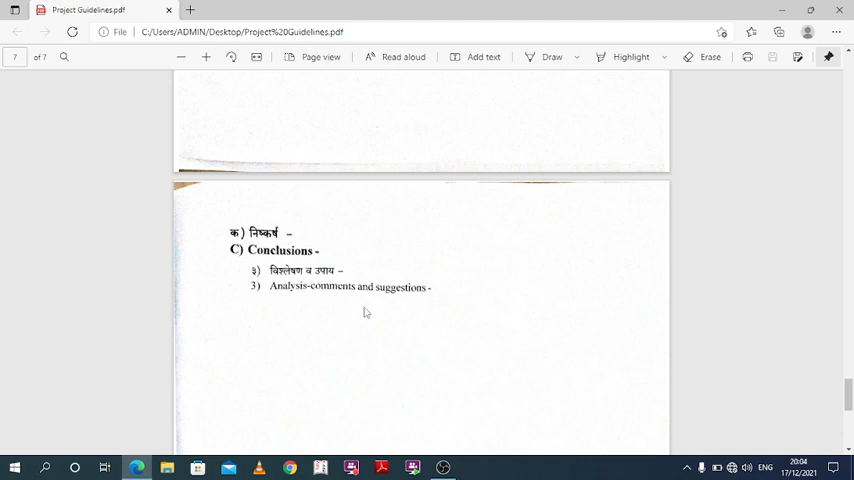 Project Guidelines.pdf
File
C:/Users/ADMIN/Desktop/Project%20Guidelines.pdf
7
of 7
Page view
Read aloud
Add text
Draw
Highlight
Erase
क) निष्कर्ष –
C) Conclusions -
३) विश्लेषण व उपाय –
3) Analysis-comments and suggestions -
ENG
20:04
17/12/2021